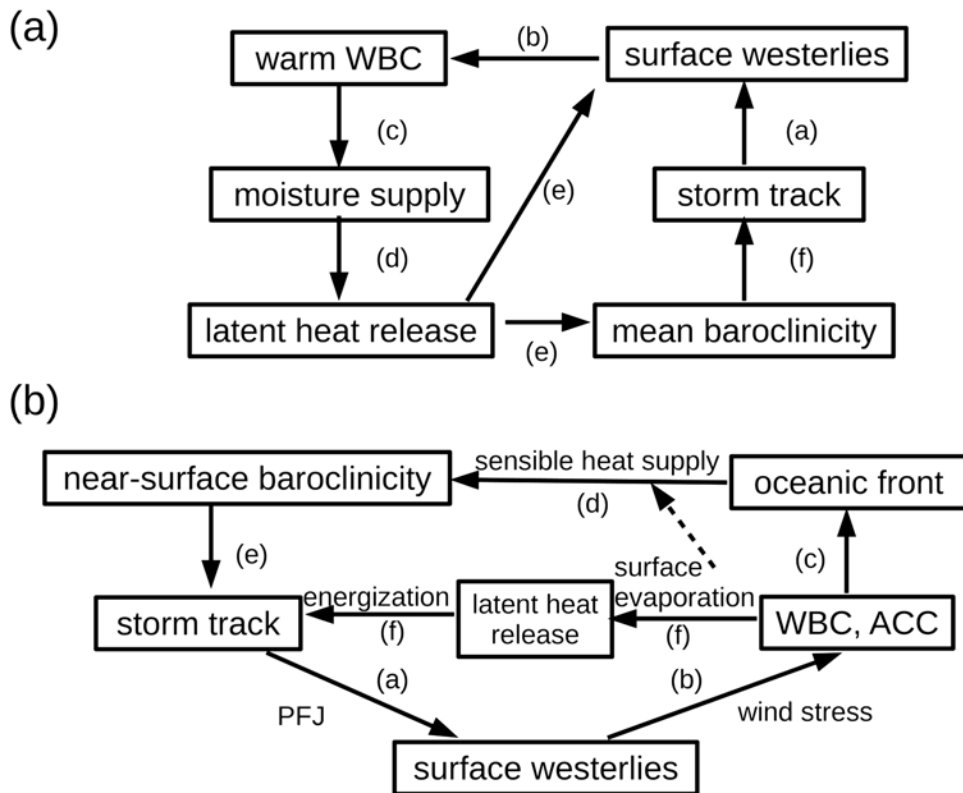 (a)
warm WBC
(b)
surface westerlies
(c)
(a)
moisture supply
(e)
storm track
(d)
(f)
latent heat release
(e)
mean baroclinicity
(b)
near-surface baroclinicity
sensible heat supply
(d)
oceanic front
(e)
(c)
storm track
energization
(f)
latent heat
release
surface
evaporation
(f)
WBC, ACC
(a)
(b)
PFJ
wind stress
surface westerlies